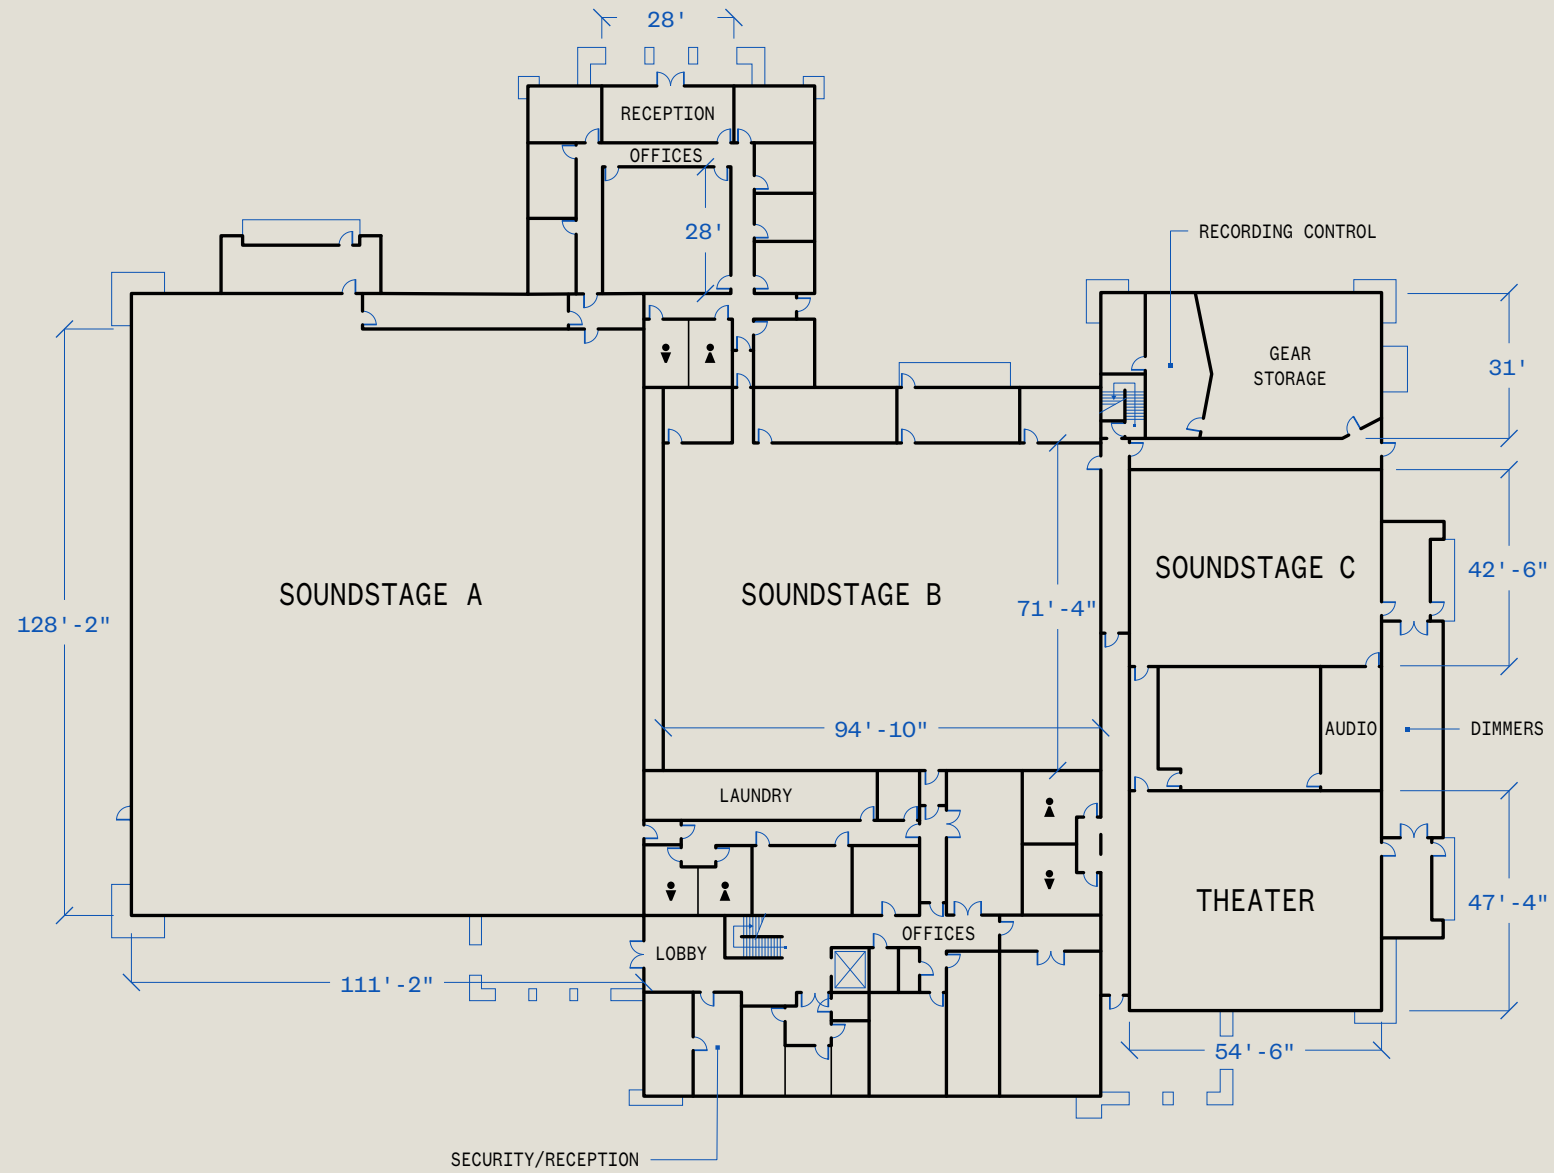 28'
RECEPTION
OFFICES
28'
RECORDING CONTROL
GEAR
STORAGE
31'
SOUNDSTAGE A
SOUNDSTAGE B
SOUNDSTAGE C
42'-6"
128'-2"
71'-4"
94'-10"
AUDIO
DIMMERS
LAUNDRY
THEATER
47'-4"
OFFICES
LOBBY
111'-2"
54'-6"
SECURITY/RECEPTION